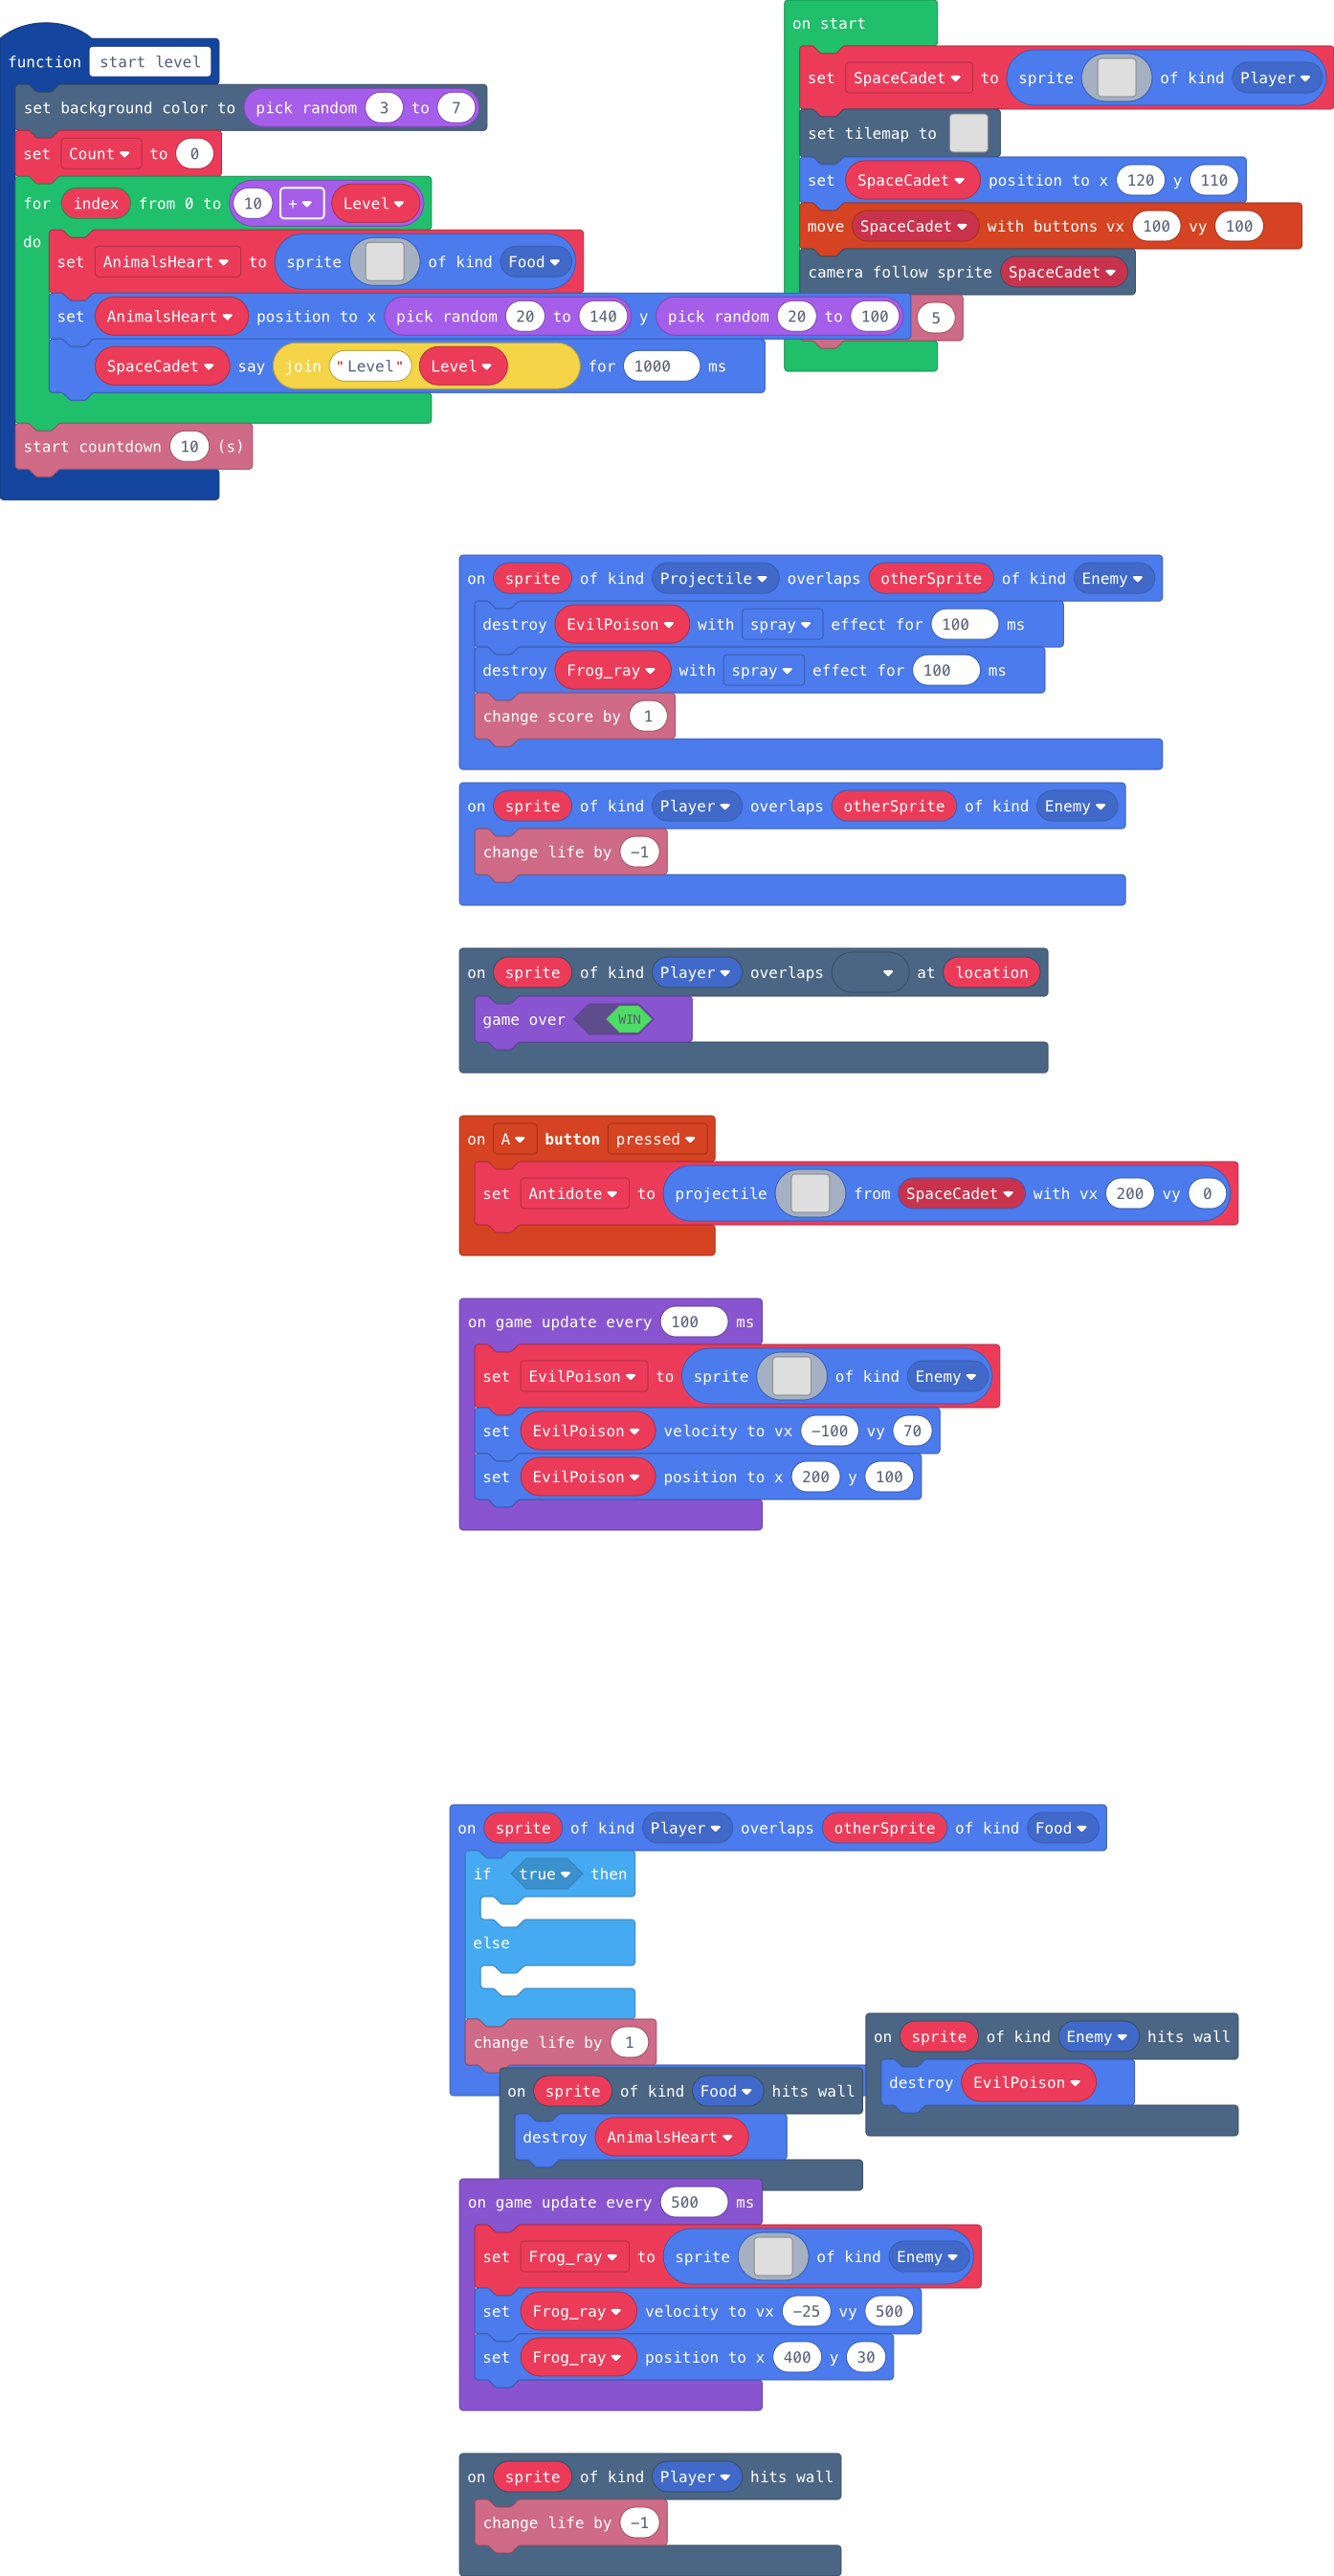 function start level
set background color to pick random 3 to 7
set Count to 0
for index from 0 to 10 + Level
do
set AnimalsHeart to sprite of kind Food
set AnimalsHeart position to x pick random 20 to 140 y pick random 20 to 100
SpaceCadet say join "Level" Level for 1000 ms
start countdown 10 (s)
on start
set SpaceCadet to sprite of kind Player
set tilemap to
set SpaceCadet position to x 120 y 110
move SpaceCadet with buttons vx 100 vy 100
camera follow sprite SpaceCadet
5
on sprite of kind Projectile overlaps otherSprite of kind Enemy
destroy EvilPoison with spray effect for 100 ms
destroy Frog_ray with spray effect for 100 ms
change score by 1
on sprite of kind Player overlaps otherSprite of kind Enemy
change life by -1
on sprite of kind Player overlaps at location
game over WIN
on A button pressed
set Antidote to projectile from SpaceCadet with vx 200 vy 0
on game update every 100 ms
set EvilPoison to sprite of kind Enemy
set EvilPoison velocity to vx -100 vy 70
set EvilPoison position to x 200 y 100
on sprite of kind Player overlaps otherSprite of kind Food
if true then
else
change life by 1
on sprite of kind Enemy hits wall
destroy EvilPoison
on sprite of kind Food hits wall
destroy AnimalsHeart
on game update every 500 ms
set Frog_ray to sprite of kind Enemy
set Frog_ray velocity to vx -25 vy 500
set Frog_ray position to x 400 y 30
on sprite of kind Player hits wall
change life by -1